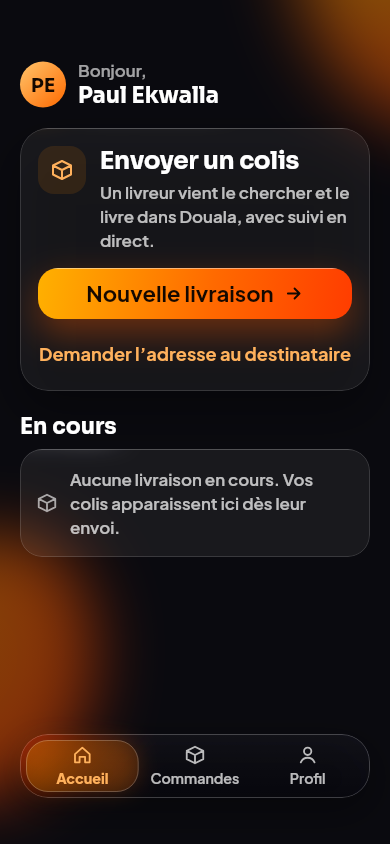 PE
Bonjour,
Paul Ekwalla
Envoyer un colis
Un livreur vient le chercher et le
livre dans Douala, avec suivi en
direct.
Nouvelle livraison →
Demander l’adresse au destinataire
En cours
Aucune livraison en cours. Vos
colis apparaissent ici dès leur
envoi.
Accueil
Commandes
Profil